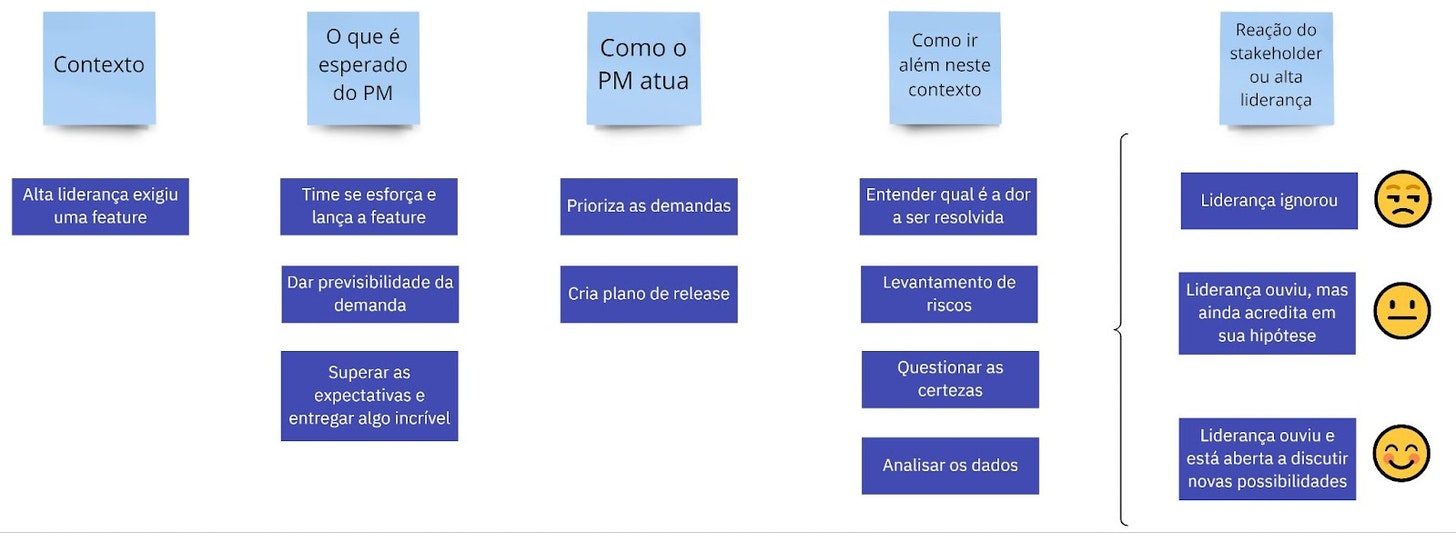 Contexto
O que é
esperado
do PM
Como o
PM atua
Como ir
além neste
contexto
Reação do
stakeholder
ou alta
liderança
Alta liderança exigiu
uma feature
Time se esforça e
lança a feature
Dar previsibilidade da
demanda
Superar as
expectativas e
entregar algo incrível
Prioriza as demandas
Cria plano de release
Entender qual é a dor
a ser resolvida
Levantamento de
riscos
Questionar as
certezas
Analisar os dados
Liderança ignorou
Liderança ouviu, mas
ainda acredita em
sua hipótese
Liderança ouviu e
está aberta a discutir
novas possibilidades